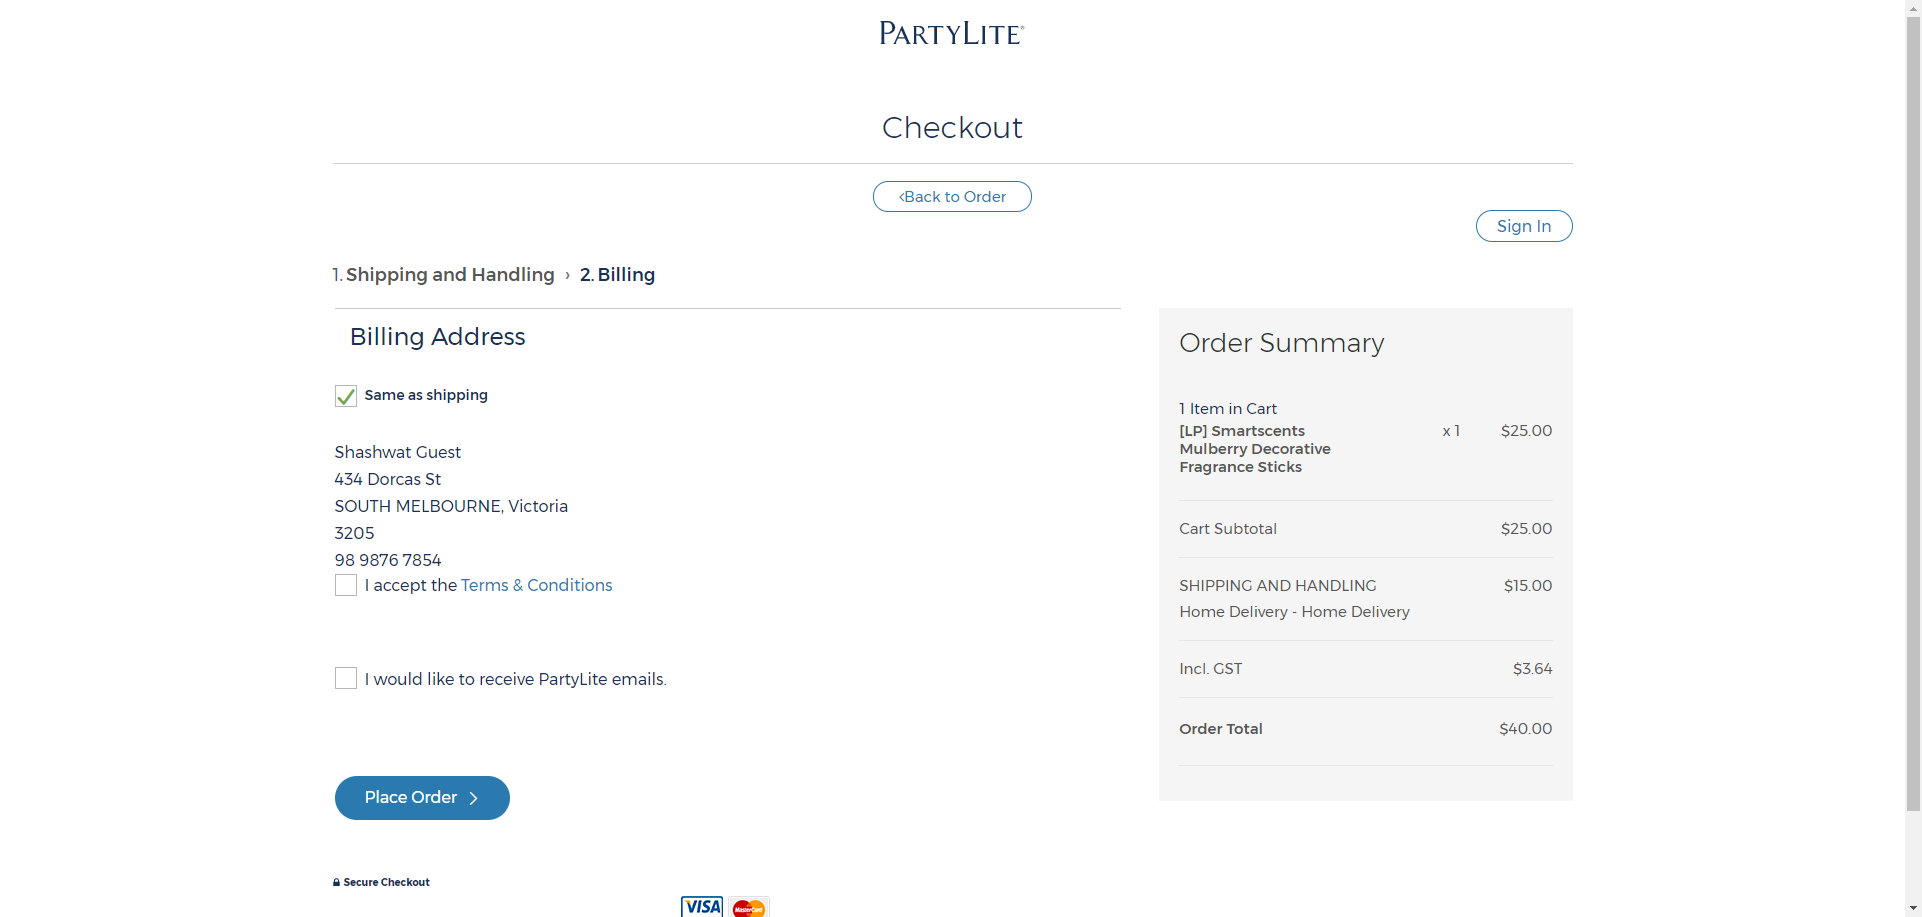 PARTYLITE®
Checkout
‹Back to Order
Sign In
1. Shipping and Handling › 2. Billing
Billing Address
Same as shipping
Shashwat Guest
434 Dorcas St
SOUTH MELBOURNE, Victoria
3205
98 9876 7854
I accept the Terms & Conditions
I would like to receive PartyLite emails.
Place Order
Secure Checkout
VISA
MasterCard
Order Summary
1 Item in Cart
[LP] Smartscents x 1 $25.00
Mulberry Decorative
Fragrance Sticks
Cart Subtotal $25.00
SHIPPING AND HANDLING $15.00
Home Delivery - Home Delivery
Incl. GST $3.64
Order Total $40.00